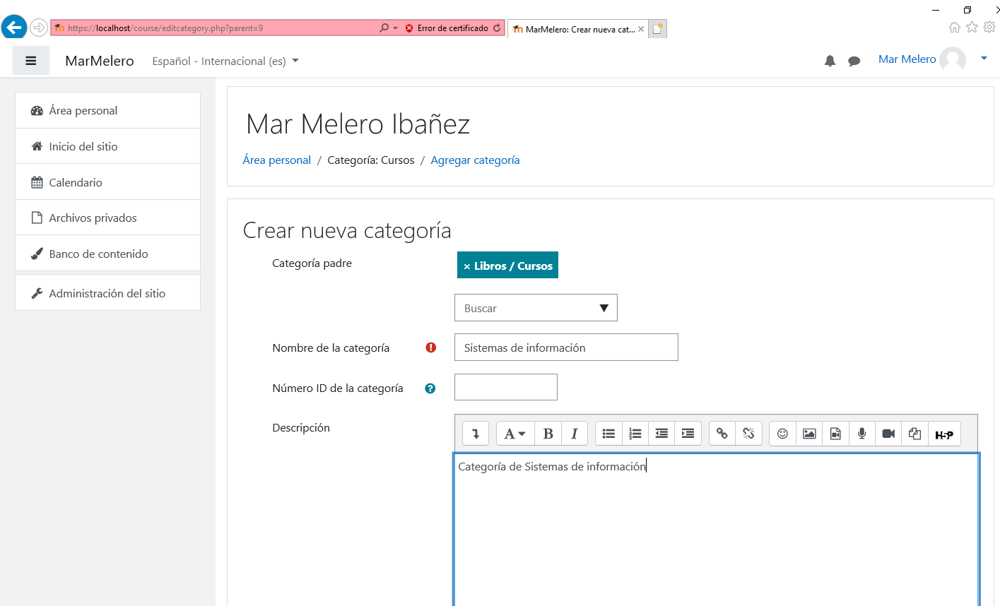 https://localhost/course/editcategory.php?parent=9
Error de certificado
MarMelero: Crear nueva cat...
MarMelero
Español - Internacional (es)
Mar Melero
Área personal
Inicio del sitio
Calendario
Archivos privados
Banco de contenido
Administración del sitio
Mar Melero Ibañez
Área personal / Categoría: Cursos / Agregar categoría
Crear nueva categoría
Categoría padre
× Libros / Cursos
Buscar
Nombre de la categoría
Sistemas de información
Número ID de la categoría
Descripción
A B I
H5P
Categoría de Sistemas de información